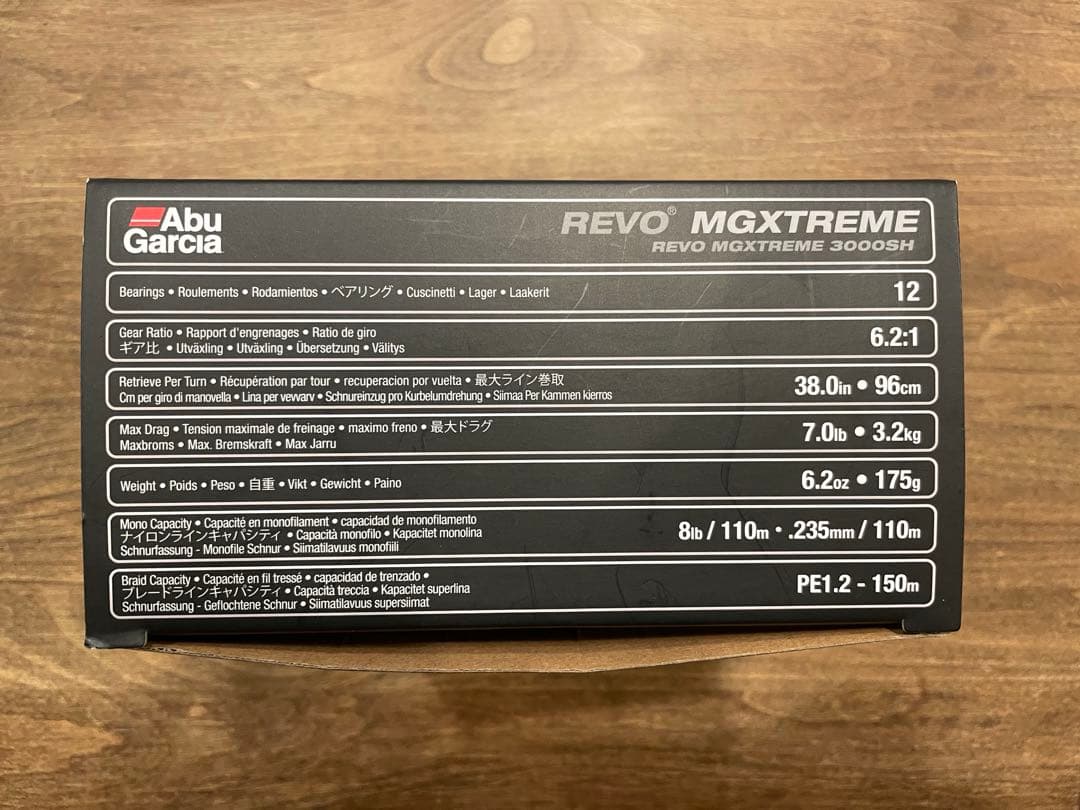 Abu
Garcia
REVO® MGXTREME
REVO MGXTREME 3000SH
Bearings • Roulements • Rodamientos • ベアリング • Cuscinetti • Lager • Laakerit
12
Gear Ratio • Rapport d'engrenages • Ratio de giro
ギア比 • Utväxling • Utväxling • Übersetzung • Välitys
6.2:1
Retrieve Per Turn • Récupération par tour • recuperacion por vuelta • 最大ライン巻取
Cm per giro di manovella • Lina per vevvarv • Schnureinzug pro Kurbelumdrehung • Siimaa Per Kammen kierros
38.0in • 96cm
Max Drag • Tension maximale de freinage • maximo freno • 最大ドラグ
Maxbroms • Max. Bremskraft • Max Jarru
7.0lb • 3.2kg
Weight • Poids • Peso • 自重 • Vikt • Gewicht • Paino
6.2oz • 175g
Mono Capacity • Capacité en monofilament • capacidad de monofilamento
ナイロンラインキャパシティ • Capacità monofilo • Kapacitet monolina
Schnurfassung - Monofile Schnur • Siimatilavuus monofiili
8lb / 110m · .235mm / 110m
Braid Capacity • Capacité en fil tressé • capacidad de trenzado •
ブレードラインキャパシティ • Capacità treccia • Kapacitet superlina
Schnurfassung - Geflochtene Schnur • Siimatilavuus supersiimat
PE1.2 - 150m